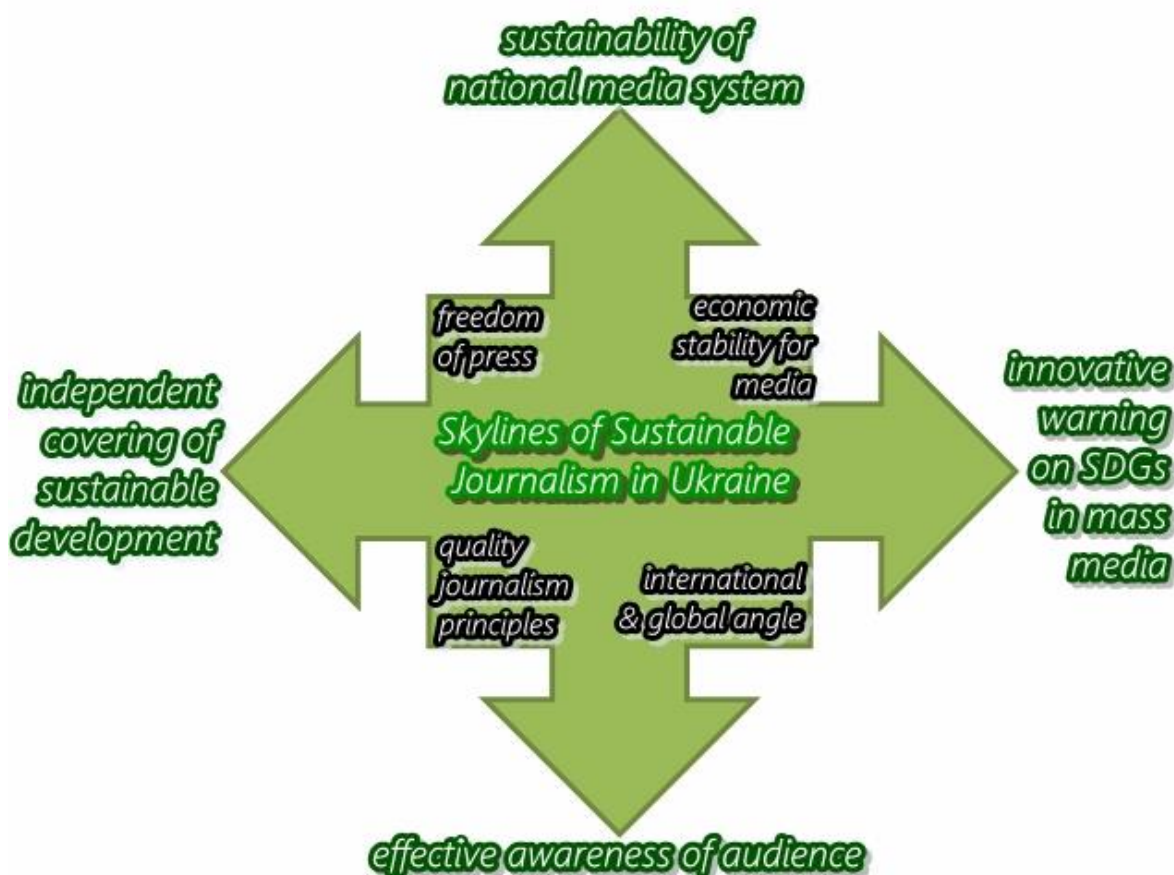 sustainability of
national media system
freedom
of press
economic
stability for
media
independent
covering of
sustainable
development
Skylines of Sustainable
Journalism in Ukraine
innovative
warning
on SDGs
in mass
media
quality
journalism
principles
international
& global angle
effective awareness of audience